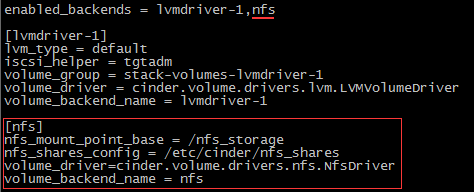 enabled_backends = lvmdriver-1,nfs
[lvmdriver-1]
lvm_type = default
iscsi_helper = tgtadm
volume_group = stack-volumes-lvmdriver-1
volume_driver = cinder.volume.drivers.lvm.LVMVolumeDriver
volume_backend_name = lvmdriver-1
[nfs]
nfs_mount_point_base = /nfs_storage
nfs_shares_config = /etc/cinder/nfs_shares
volume_driver=cinder.volume.drivers.nfs.NfsDriver
volume_backend_name = nfs